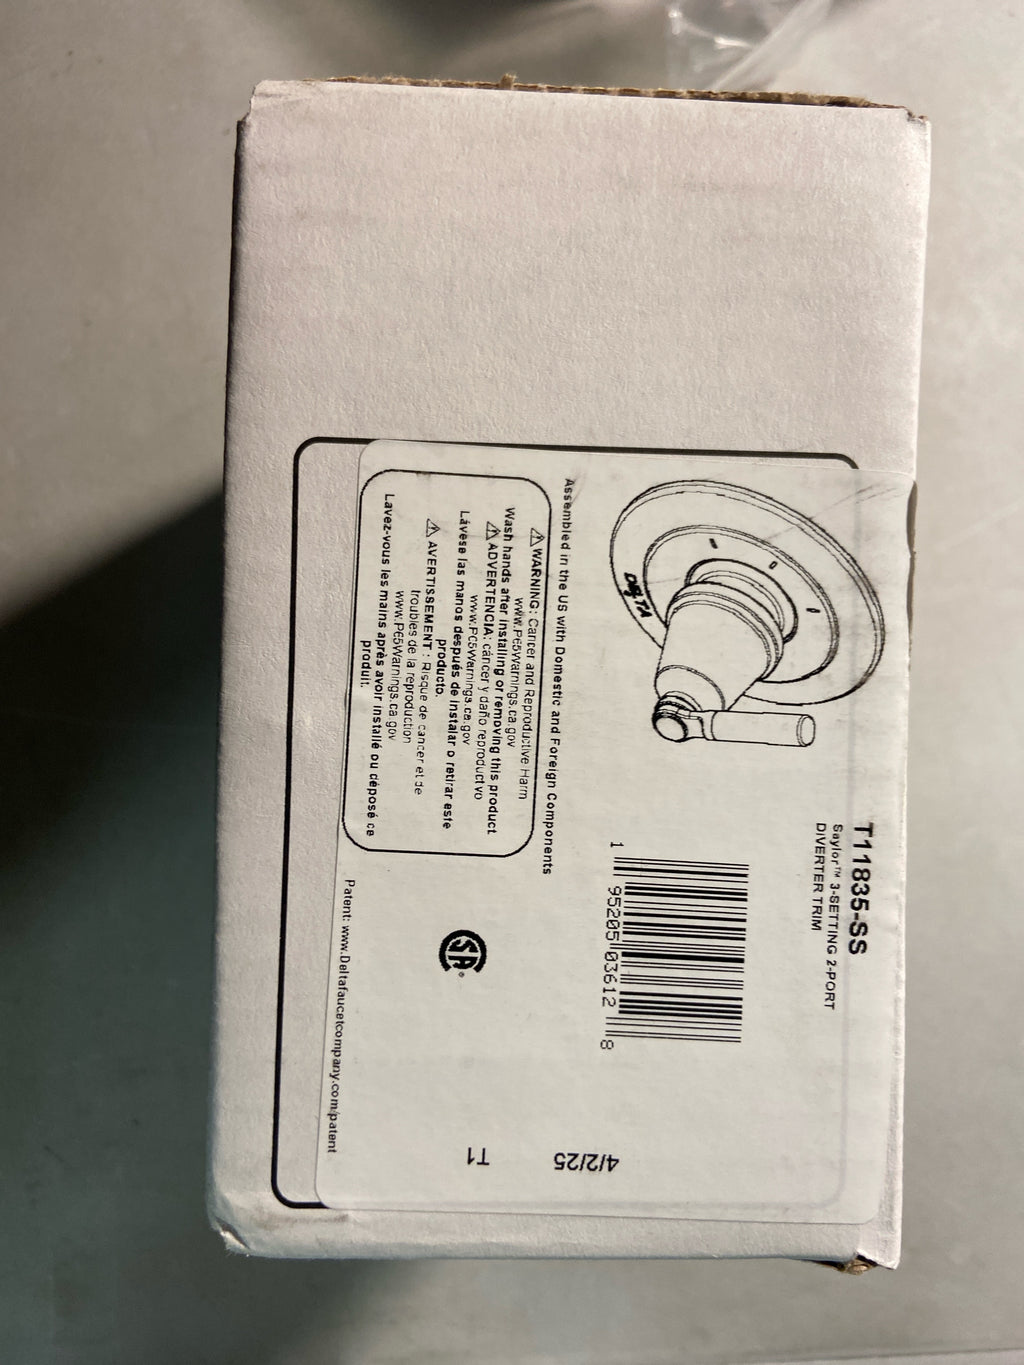 T11835-SS
Saylor™ 3-SETTING 2-PORT
DIVERTER TRIM
DELTA
1 95205 03612 8
Assembled in the US with Domestic and Foreign Components
⚠WARNING: Cancer and Reproductive Harm
www.P65Warnings.ca.gov
Wash hands after installing or removing this product
⚠ADVERTENCIA: cáncer y daño reproductivo
www.P65Warnings.ca.gov
Lávese las manos después de instalar o retirar este
producto.
⚠ AVERTISSEMENT : Risque de cancer et de
troubles de la reproduction
www.P65Warnings.ca.gov
Lavez-vous les mains après avoir installé ou déposé ce
produit.
SA®
4/2/25
T1
Patent: www.Deltafaucetcompany.com/patent